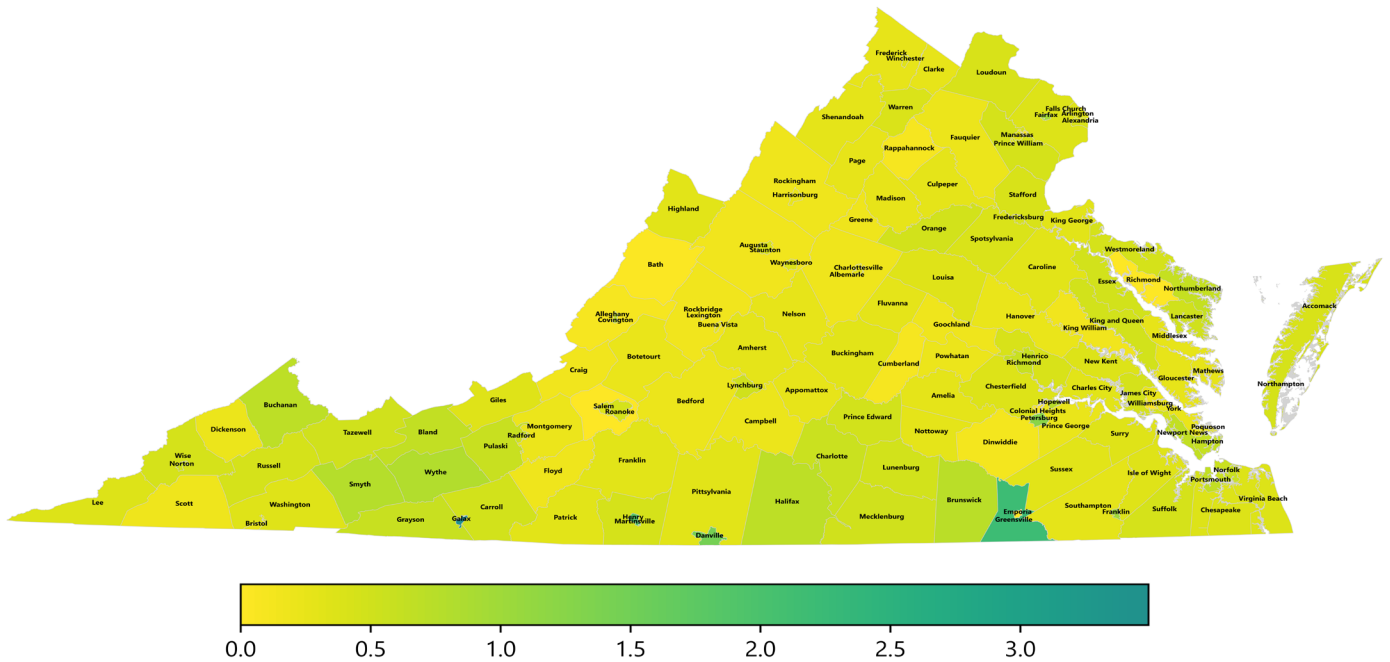 Frederick
Winchester
Clarke
Loudoun
Warren
Shenandoah
Falls Church
Fairfax
Arlington
Alexandria
Manassas
Prince William
Fauquier
Rappahannock
Page
Rockingham
Harrisonburg
Culpeper
Madison
Stafford
Highland
Greene
Fredericksburg
King George
Orange
Spotsylvania
Augusta
Staunton
Waynesboro
Westmoreland
Bath
Charlottesville
Albemarle
Louisa
Caroline
Essex
Richmond
Northumberland
Accomack
Alleghany
Covington
Rockbridge
Lexington
Buena Vista
Nelson
Fluvanna
Goochland
Hanover
King and Queen
King William
Lancaster
Middlesex
Botetourt
Amherst
Buckingham
Cumberland
Powhatan
Henrico
Richmond
New Kent
Craig
Lynchburg
Appomattox
Amelia
Chesterfield
Charles City
James City
Williamsburg
York
Gloucester
Mathews
Northampton
Giles
Salem
Roanoke
Bedford
Campbell
Prince Edward
Hopewell
Colonial Heights
Petersburg
Prince George
Buchanan
Dickenson
Tazewell
Bland
Pulaski
Radford
Montgomery
Nottoway
Dinwiddie
Surry
Newport News
Poquoson
Hampton
Wise
Norton
Russell
Smyth
Wythe
Floyd
Franklin
Charlotte
Lunenburg
Sussex
Isle of Wight
Norfolk
Portsmouth
Lee
Scott
Washington
Bristol
Grayson
Galax
Carroll
Patrick
Henry
Martinsville
Pittsylvania
Danville
Halifax
Mecklenburg
Brunswick
Emporia
Greensville
Southampton
Franklin
Suffolk
Chesapeake
Virginia Beach
0.0 0.5 1.0 1.5 2.0 2.5 3.0